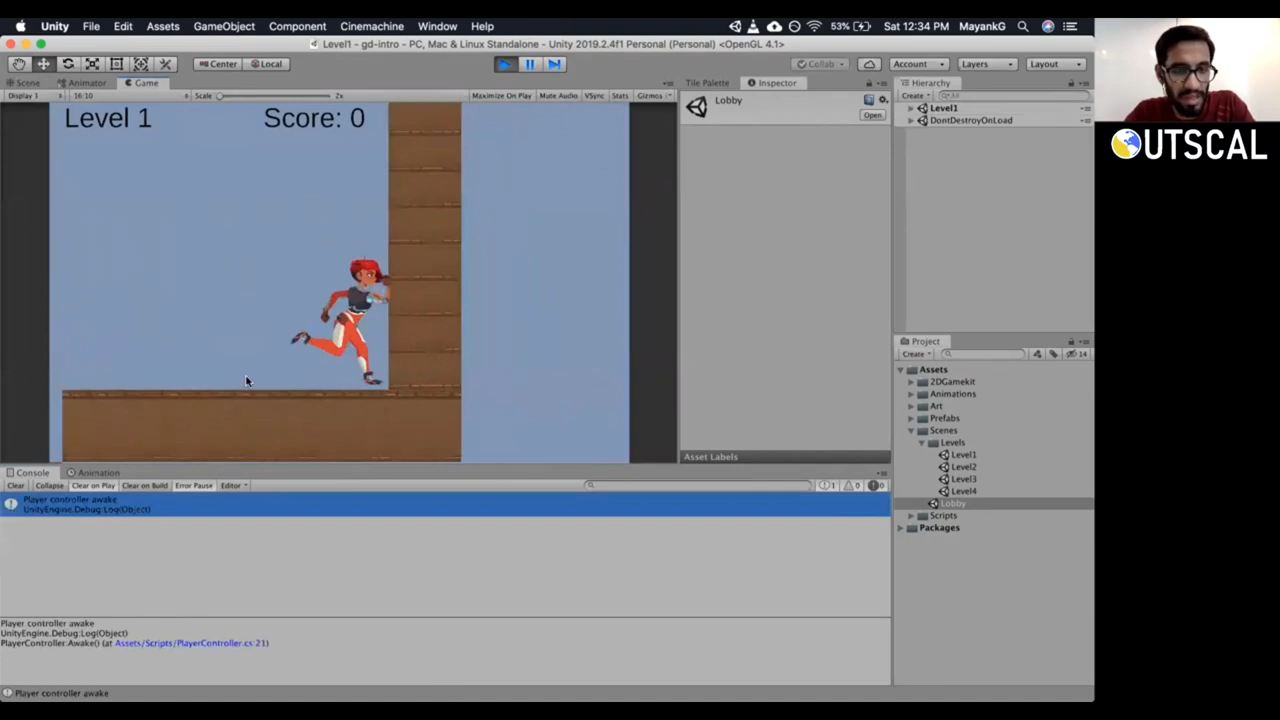 Unity File Edit Assets GameObject Component Cinemachine Window Help 53% Sat 12:34 PM MayankG
Level1 - gd-intro - PC, Mac & Linux Standalone - Unity 2019.2.4f1 Personal (Personal) <OpenGL 4.1>
Center Local Collab Account Layers Layout
Scene Animator Game Tile Palette Inspector Hierarchy
Display 1 16:10 Scale 2x Maximize On Play Mute Audio VSync Stats Gizmos Create All
Lobby
Open
Level1
DontDestroyOnLoad
Level 1 Score: 0
OUTSCAL
Project
Create 14
Assets
2DGamekit
Animations
Art
Prefabs
Scenes
Levels
Level1
Level2
Level3
Level4
Lobby
Scripts
Packages
Asset Labels
Console Animation
Clear Collapse Clear on Play Clear on Build Error Pause Editor 1 0 0
Player controller awake
UnityEngine.Debug:Log(Object)
Player controller awake
UnityEngine.Debug:Log(Object)
PlayerController:Awake() (at Assets/Scripts/PlayerController.cs:21)
Player controller awake